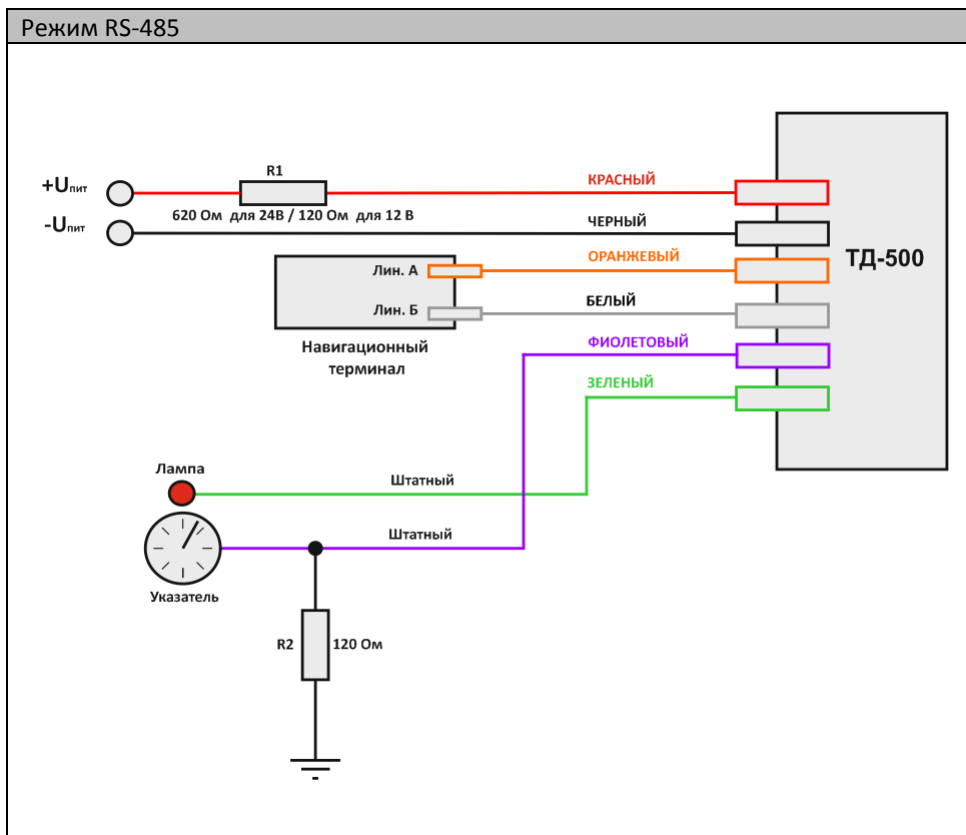 Режим RS-485
R1
+Uпит
КРАСНЫЙ
620 Ом для 24В / 120 Ом для 12 В
-Uпит
ЧЕРНЫЙ
ОРАНЖЕВЫЙ
ТД-500
Лин. А
БЕЛЫЙ
Лин. Б
Навигационный
терминал
ФИОЛЕТОВЫЙ
ЗЕЛЕНЫЙ
Лампа
Штатный
Штатный
Указатель
R2
120 Ом